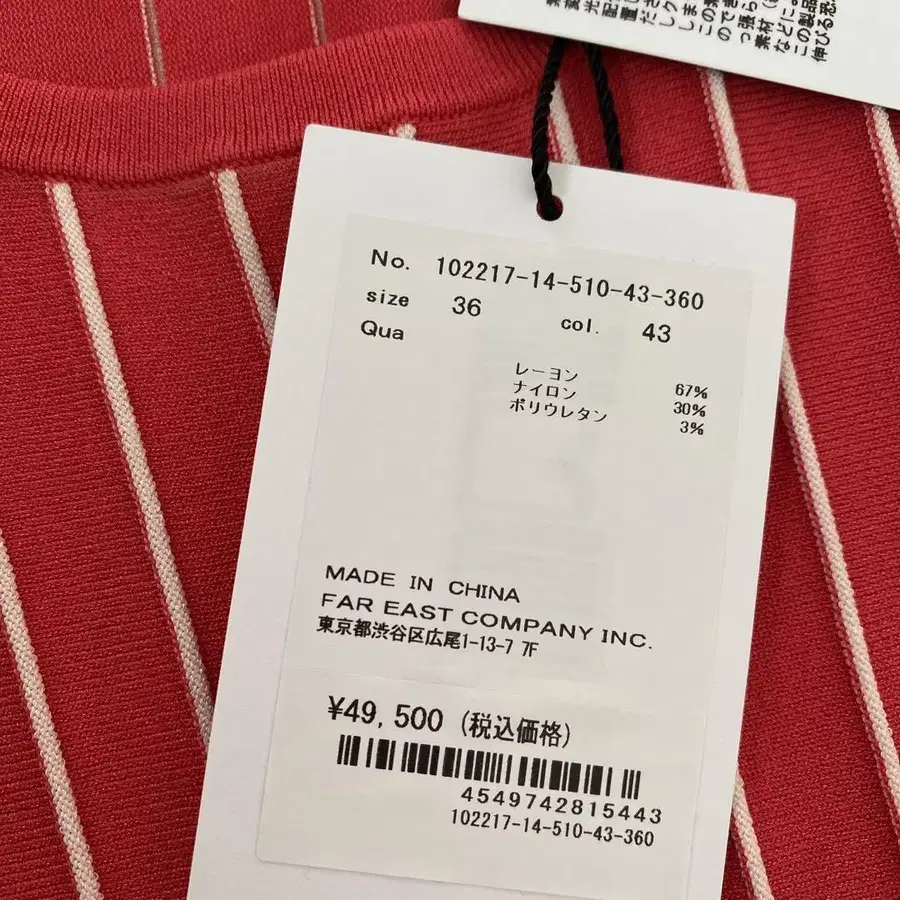 No. 102217-14-510-43-360
size 36 col. 43
Qua
レーヨン 67%
ナイロン 30%
ポリウレタン 3%
MADE IN CHINA
FAR EAST COMPANY INC.
東京都渋谷区広尾1-13-7 7F
¥49,500 (税込価格)
4549742815443
102217-14-510-43-360